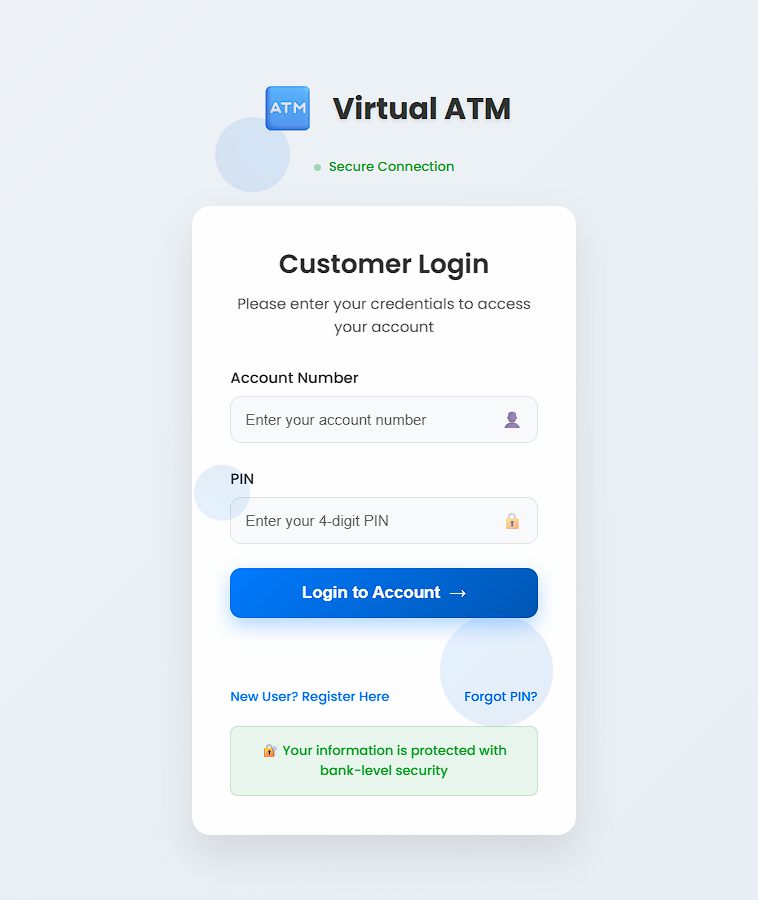 ATM
Virtual ATM
Secure Connection
Customer Login
Please enter your credentials to access
your account
Account Number
Enter your account number
PIN
Enter your 4-digit PIN
Login to Account →
New User? Register Here
Forgot PIN?
Your information is protected with
bank-level security